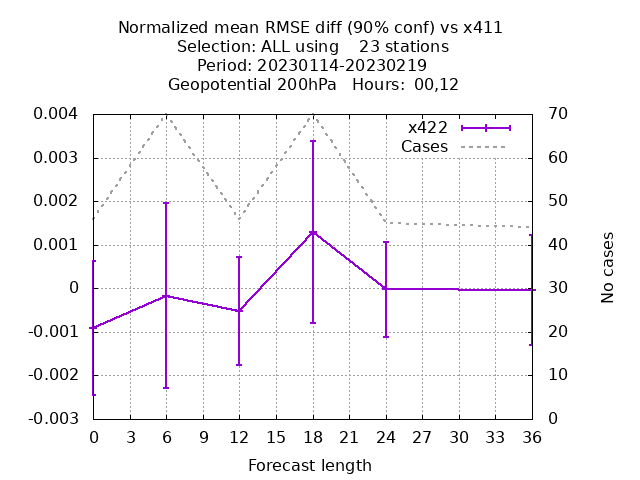 Normalized mean RMSE diff (90% conf) vs x411
Selection: ALL using    23 stations
Period: 20230114-20230219
Geopotential 200hPa   Hours:  00,12
x422
Cases
0.004
0.003
0.002
0.001
0
-0.001
-0.002
-0.003
70
60
50
40
30
20
10
0
No cases
0 3 6 9 12 15 18 21 24 27 30 33 36
Forecast length